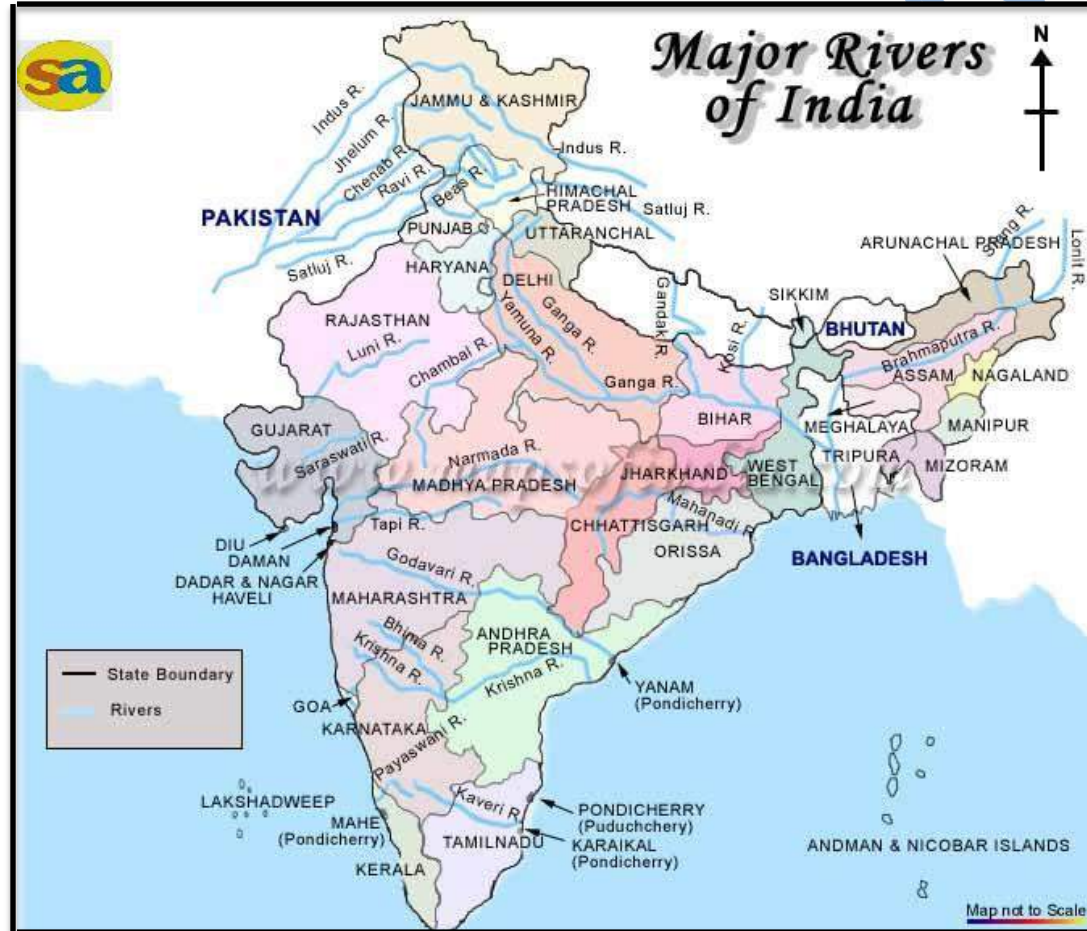 sa
Major Rivers
of India
N
JAMMU & KASHMIR
Indus R.
Jhelum R.
Chenab R.
Ravi R.
Beas R.
Indus R.
HIMACHAL
PRADESH
Satluj R.
PAKISTAN
PUNJAB
UTTARANCHAL
Satluj R.
HARYANA
DELHI
ARUNACHAL PRADESH
Lohit R.
SIKKIM
BHUTAN
Gandak R.
Kosi R.
RAJASTHAN
Luni R.
Chambal R.
Yamuna R.
Ganga R.
Ganga R.
Brahmaputra R.
ASSAM
NAGALAND
BIHAR
MEGHALAYA
MANIPUR
GUJARAT
Saraswati R.
Narmada R.
MADHYA PRADESH
JHARKHAND
WEST
BENGAL
TRIPURA
MIZORAM
Tapi R.
CHHATTISGARH
Mahanadi R.
ORISSA
BANGLADESH
DIU
DAMAN
DADAR & NAGAR
HAVELI
Godavari R.
MAHARASHTRA
Bhima R.
Krishna R.
ANDHRA
PRADESH
Krishna R.
YANAM
(Pondicherry)
State Boundary
Rivers
GOA
KARNATAKA
Payaswani R.
LAKSHADWEEP
MAHE
(Pondicherry)
Kaveri R.
TAMILNADU
KERALA
PONDICHERRY
(Puduchchery)
KARAIKAL
(Pondicherry)
ANDMAN & NICOBAR ISLANDS
Map not to Scale